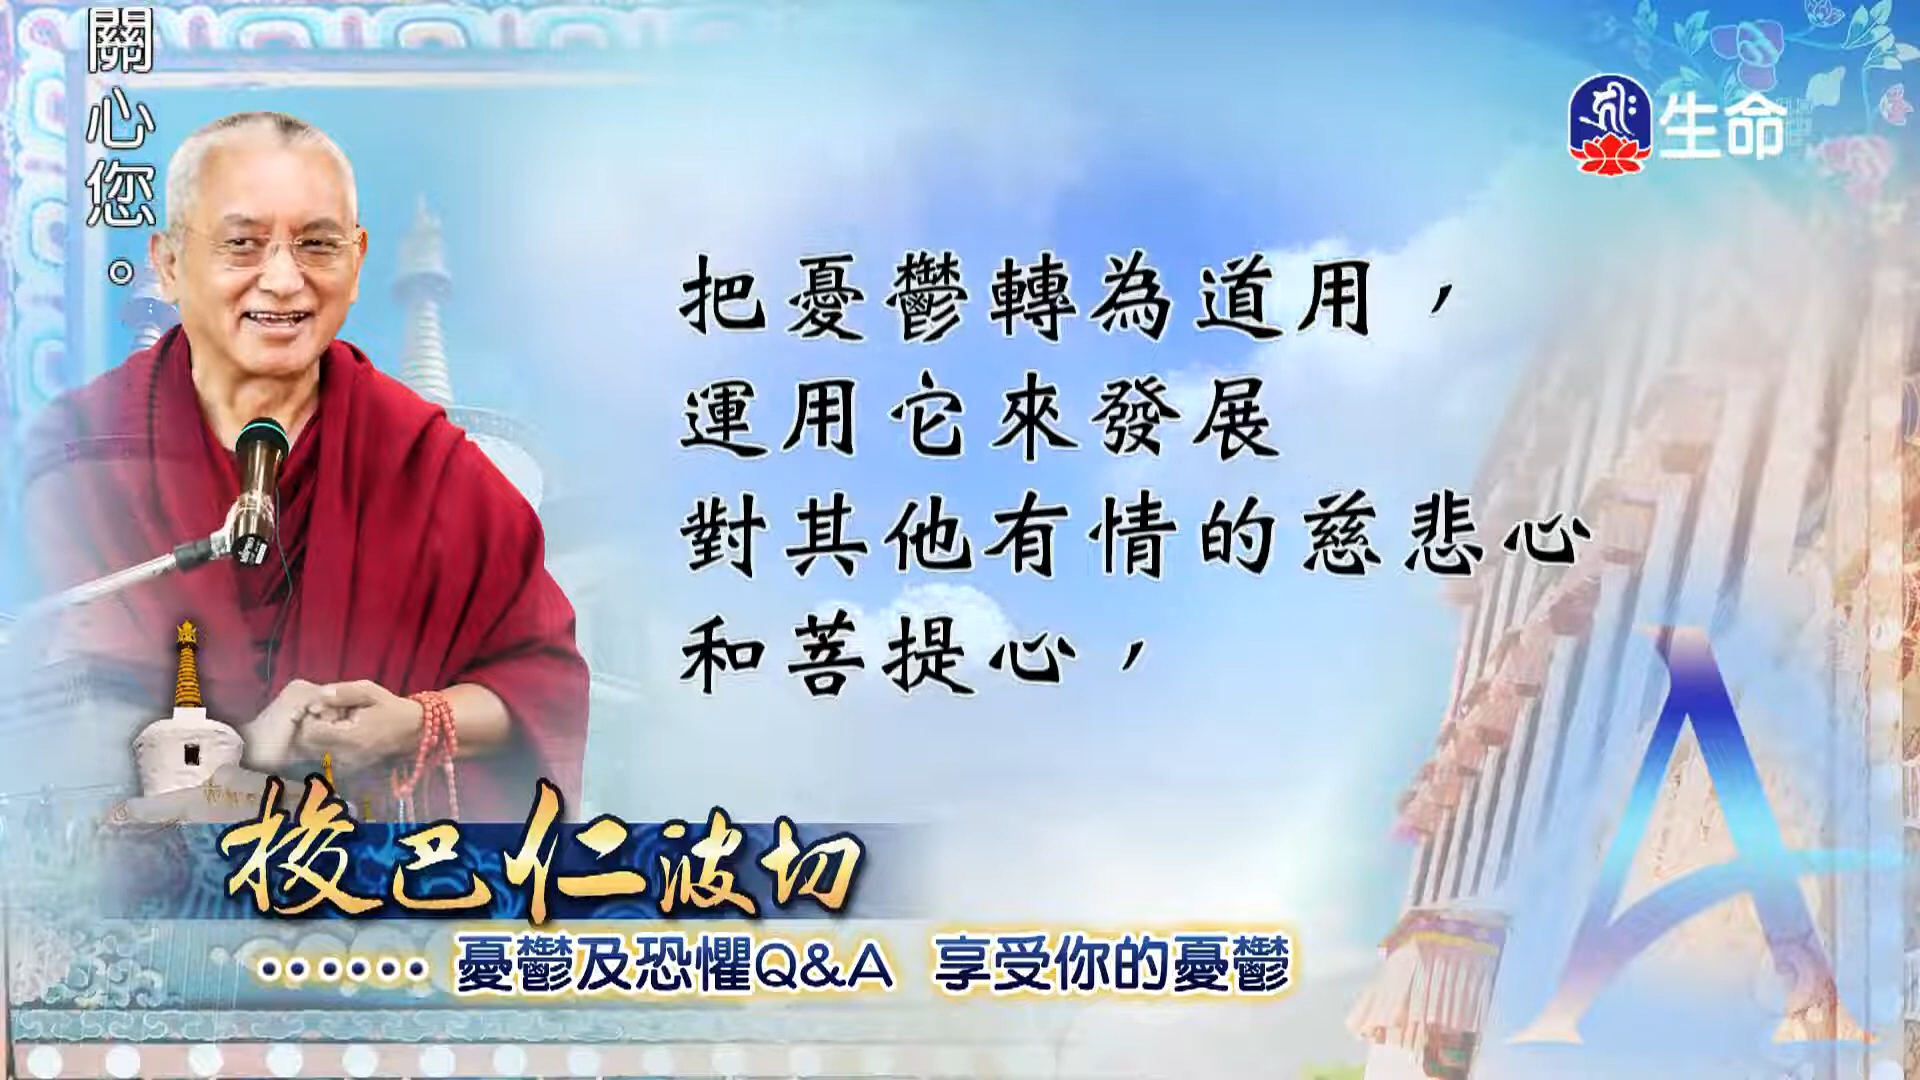 關心您。
生命
把憂鬱轉為道用，
運用它來發展
對其他有情的慈悲心
和菩提心，
梭巴仁波切
…… 憂鬱及恐懼Q&A 享受你的憂鬱
A